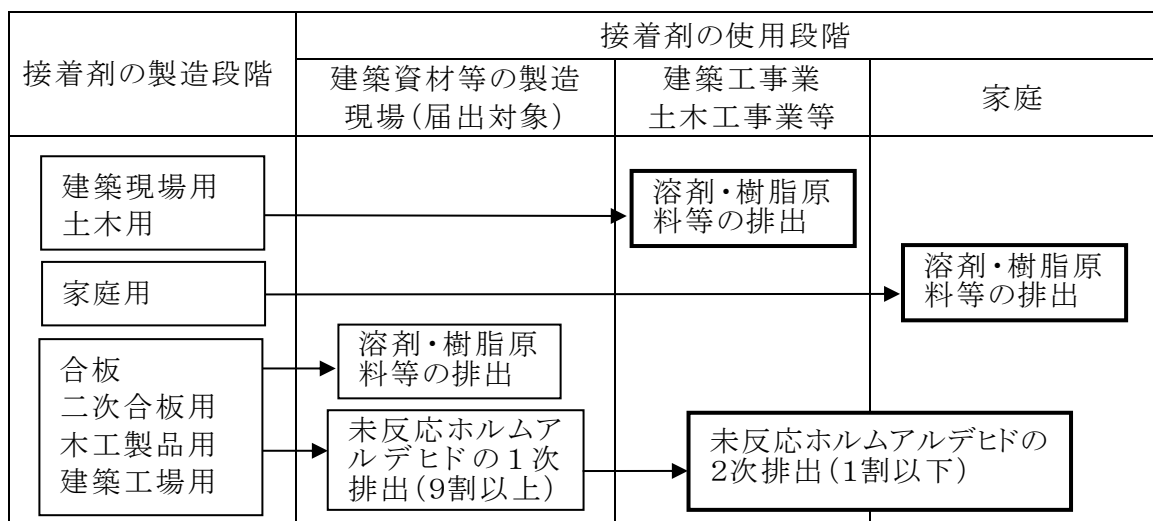 接着剤の製造段階
接着剤の使用段階
建築資材等の製造
現場(届出対象)
建築工事業
土木工事業等
家庭
建築現場用
土木用
溶剤・樹脂原
料等の排出
家庭用
溶剤・樹脂原
料等の排出
合板
二次合板用
木工製品用
建築工場用
溶剤・樹脂原
料等の排出
未反応ホルムア
ルデヒドの1次
排出(9割以上)
未反応ホルムアルデヒドの
2次排出(1割以下)